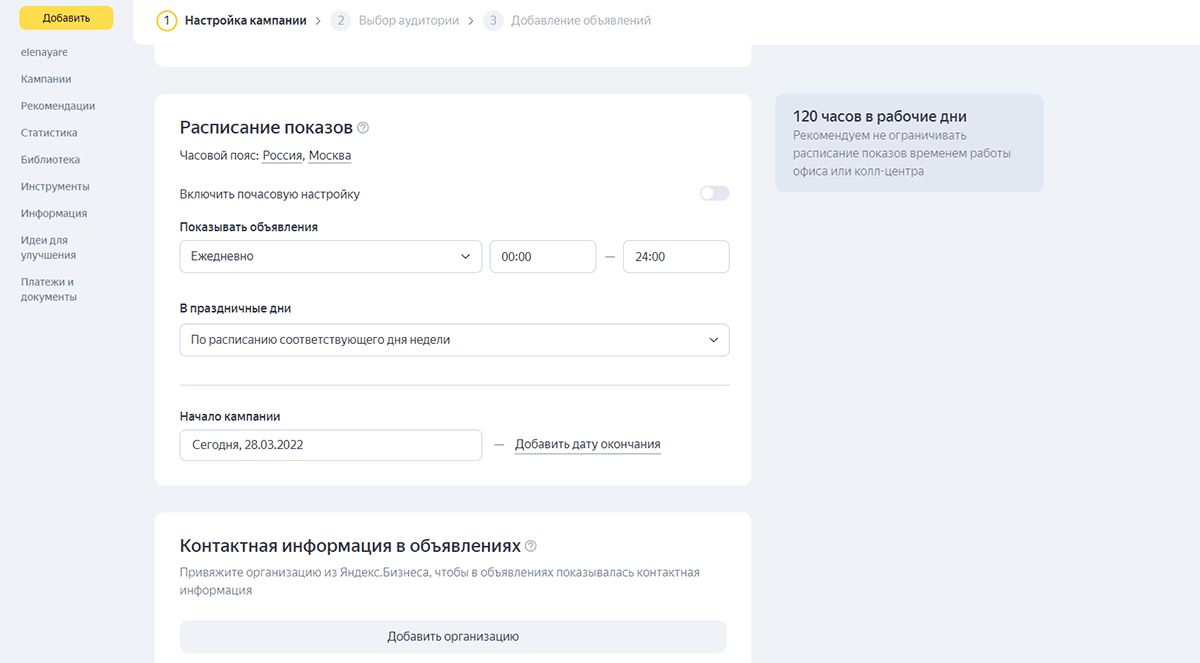 Добавить
elenayare
Кампании
Рекомендации
Статистика
Библиотека
Инструменты
Информация
Идеи для
улучшения
Платежи и
документы
1 Настройка кампании > 2 Выбор аудитории > 3 Добавление объявлений
Расписание показов ?
Часовой пояс: Россия, Москва
Включить почасовую настройку
Показывать объявления
Ежедневно 00:00 — 24:00
В праздничные дни
По расписанию соответствующего дня недели
Начало кампании
Сегодня, 28.03.2022 — Добавить дату окончания
Контактная информация в объявлениях ?
Привяжите организацию из Яндекс.Бизнеса, чтобы в объявлениях показывалась контактная
информация
Добавить организацию
120 часов в рабочие дни
Рекомендуем не ограничивать
расписание показов временем работы
офиса или колл-центра